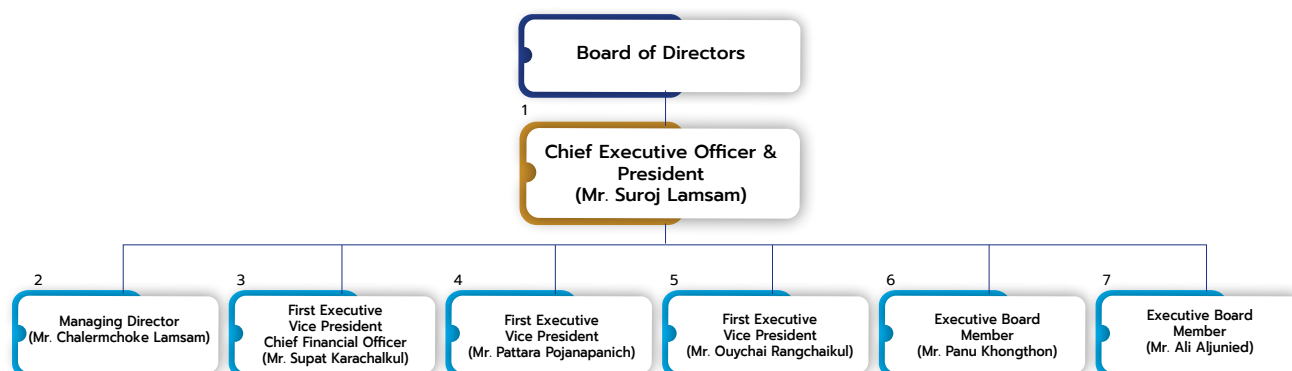 Board of Directors
1
Chief Executive Officer &
President
(Mr. Suroj Lamsam)
2
Managing Director
(Mr. Chalermchoke Lamsam)
3
First Executive
Vice President
Chief Financial Officer
(Mr. Supat Karachalkul)
4
First Executive
Vice President
(Mr. Pattara Pojanapanich)
5
First Executive
Vice President
(Mr. Ouychai Rangchaikul)
6
Executive Board
Member
(Mr. Panu Khongthon)
7
Executive Board
Member
(Mr. Ali Aljunied)